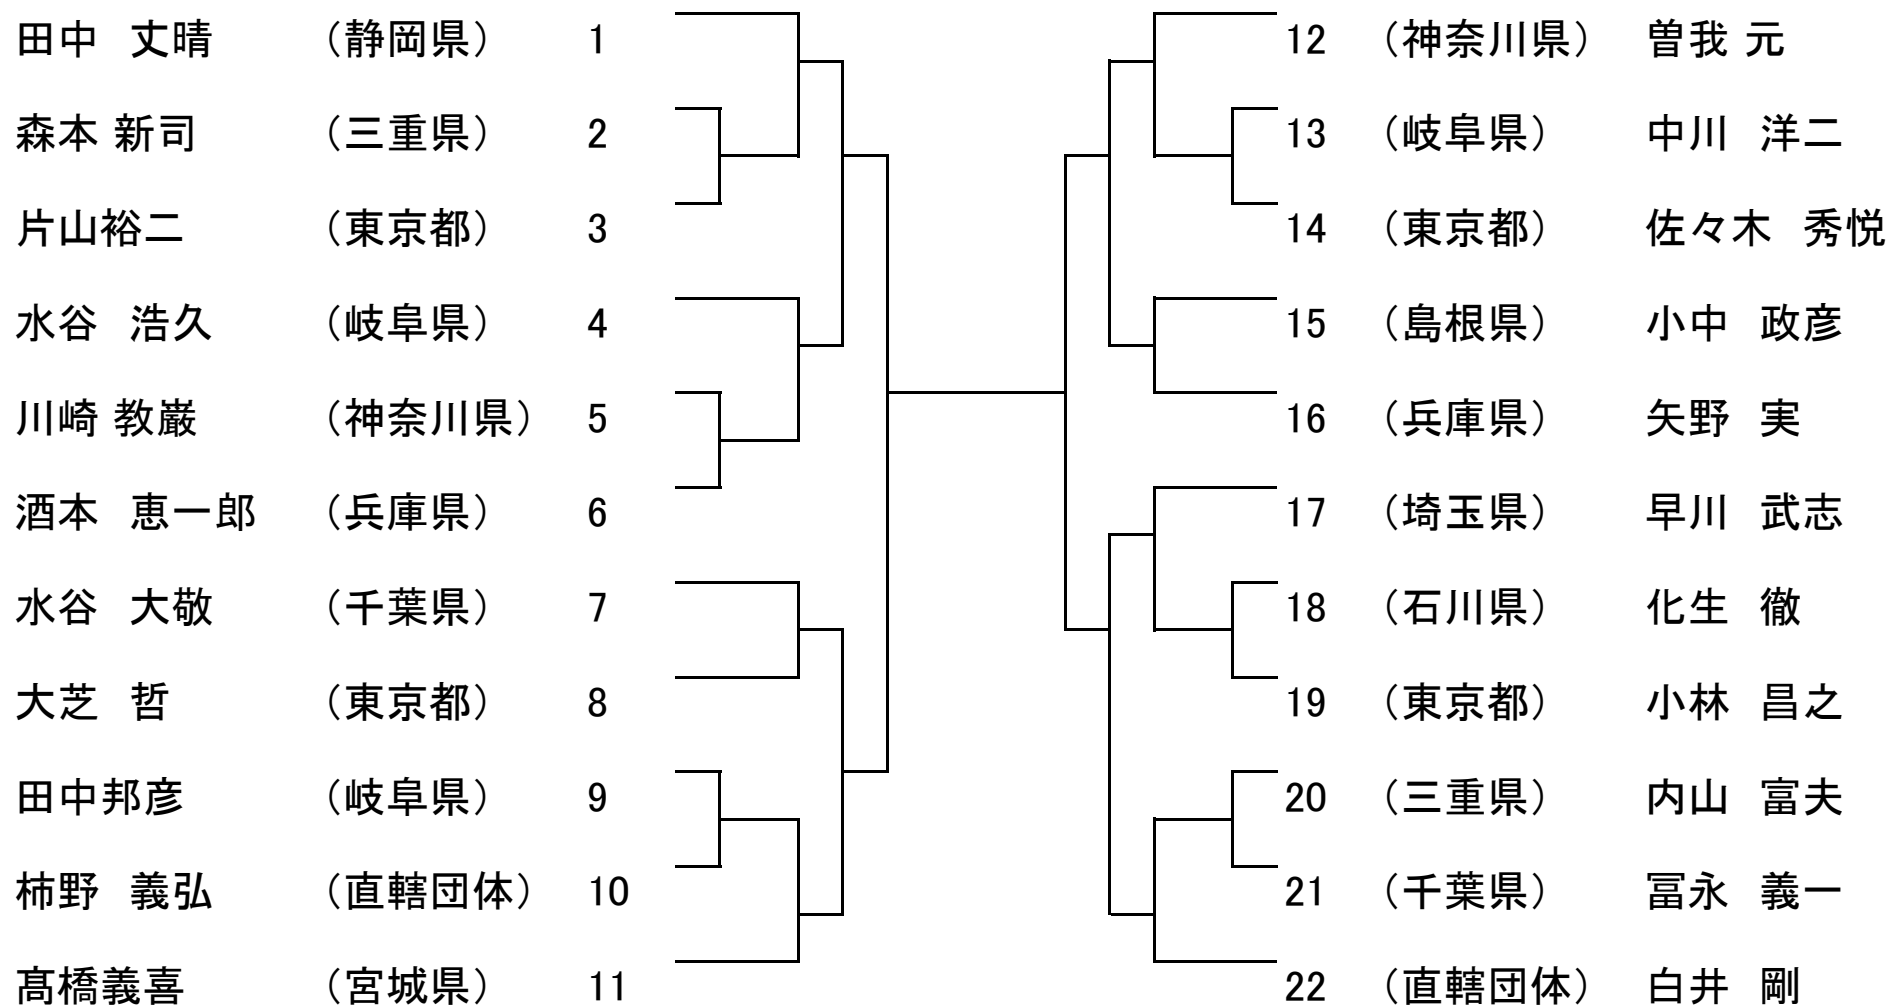 田中　丈晴　（静岡県）　1
森本 新司　（三重県）　2
片山裕二　（東京都）　3
水谷　浩久　（岐阜県）　4
川崎 教巌　（神奈川県）　5
酒本　恵一郎　（兵庫県）　6
水谷　大敬　（千葉県）　7
大芝　哲　（東京都）　8
田中邦彦　（岐阜県）　9
柿野　義弘　（直轄団体）　10
髙橋義喜　（宮城県）　11
12　（神奈川県）　曽我 元
13　（岐阜県）　中川　洋二
14　（東京都）　佐々木　秀悦
15　（島根県）　小中　政彦
16　（兵庫県）　矢野　実
17　（埼玉県）　早川　武志
18　（石川県）　化生　徹
19　（東京都）　小林　昌之
20　（三重県）　内山　富夫
21　（千葉県）　冨永　義一
22　（直轄団体）　白井　剛